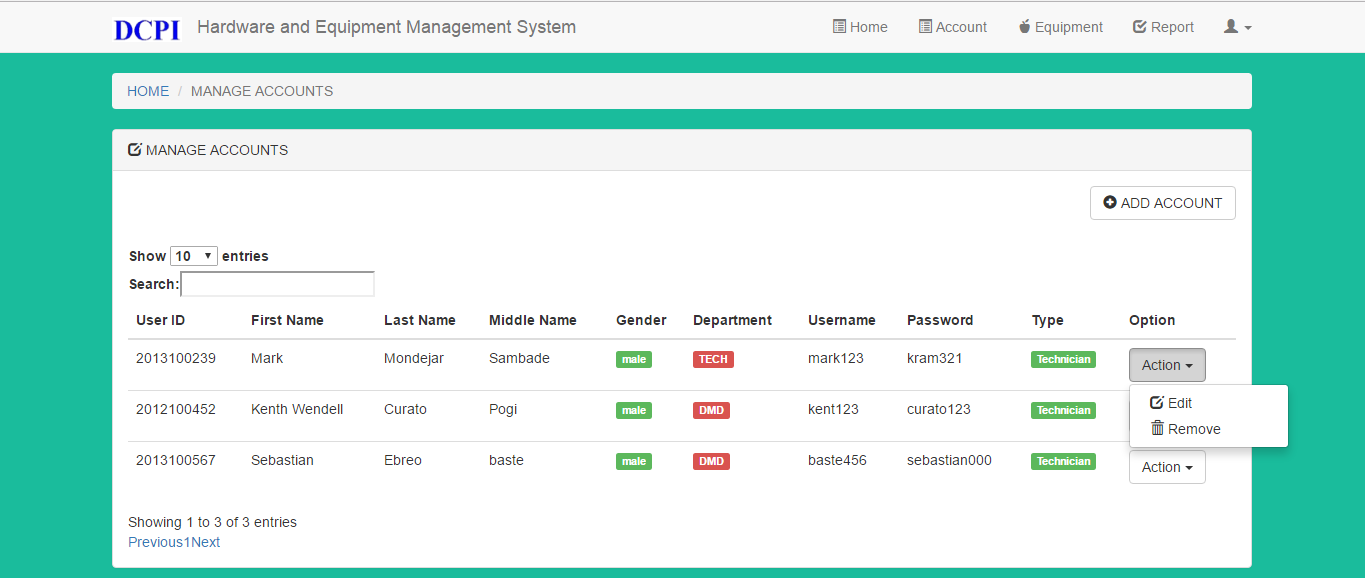 DCPI Hardware and Equipment Management System Home Account Equipment Report
HOME / MANAGE ACCOUNTS
MANAGE ACCOUNTS
ADD ACCOUNT
Show 10 entries
Search:
User ID First Name Last Name Middle Name Gender Department Username Password Type Option
2013100239 Mark Mondejar Sambade male TECH mark123 kram321 Technician Action
Edit
Remove
2012100452 Kenth Wendell Curato Pogi male DMD kent123 curato123 Technician
2013100567 Sebastian Ebreo baste male DMD baste456 sebastian000 Technician Action
Showing 1 to 3 of 3 entries
Previous1Next